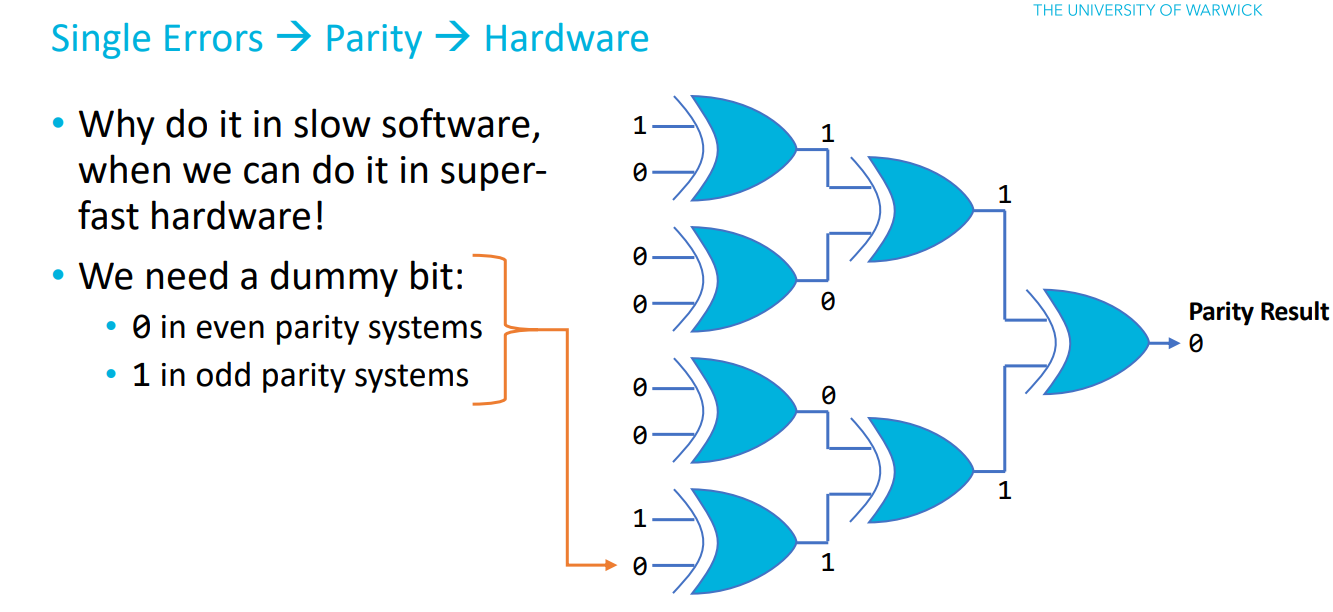 THE UNIVERSITY OF WARWICK
Single Errors → Parity → Hardware
• Why do it in slow software,
when we can do it in super-
fast hardware!
• We need a dummy bit:
• 0 in even parity systems
• 1 in odd parity systems
1
0
1
0
0
0
1
0
0
0
1
0
1
1
Parity Result
0